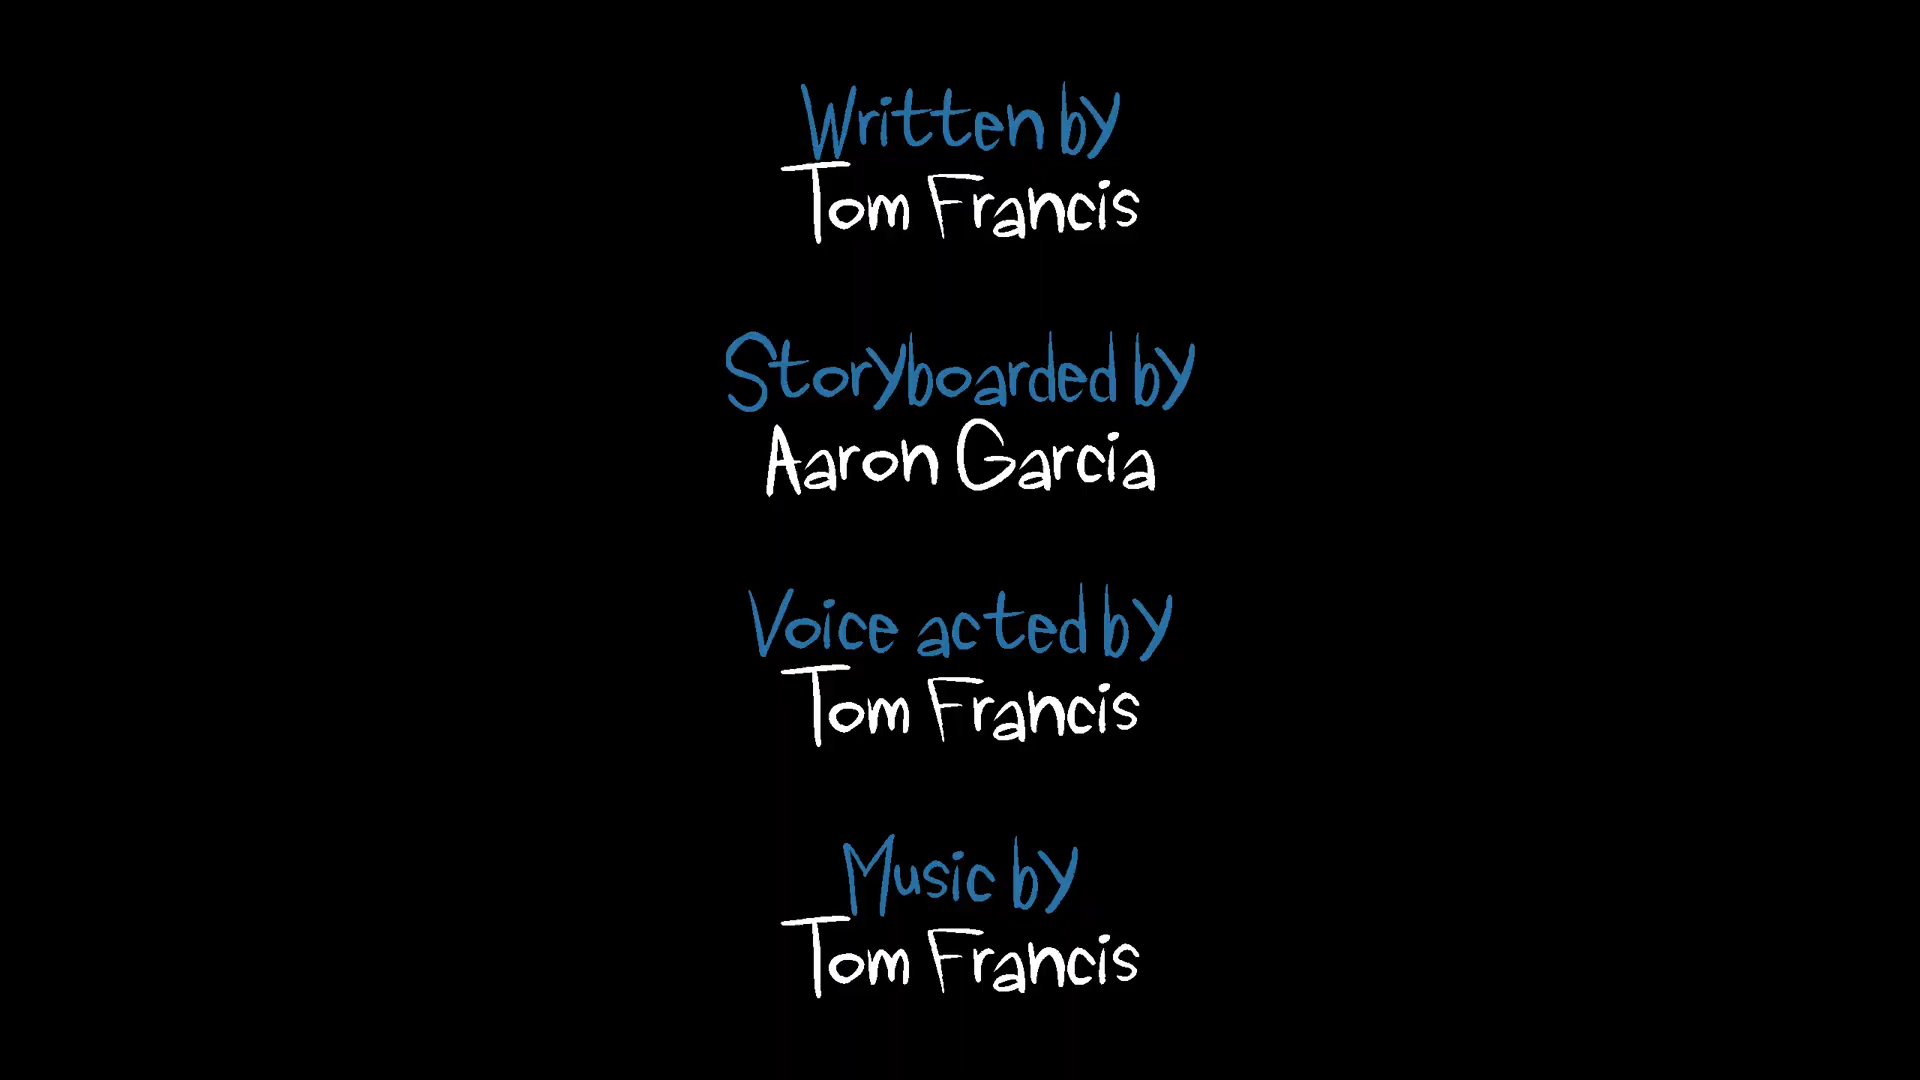 Written by
Tom Francis
Storyboarded by
Aaron Garcia
Voice acted by
Tom Francis
Music by
Tom Francis